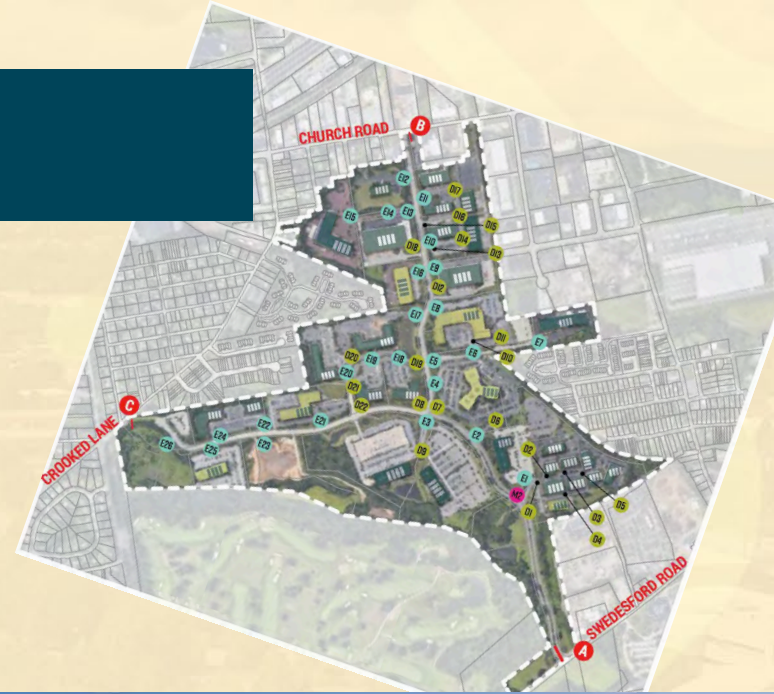 CHURCH ROAD B
E12
D17
E11
E15 E14 E13 D16
D15
E10 D14
D18 D13
E16 E9
D12
E17 E8
D11 E7
D20 E19 E18 D19 E5 E6 D10
E20
D21 E4
C D22 D8 D7
E22 E21 E3 D6
CROOKED LANE E26 E24 E25 E23 E2
D9 D2
E1
M2 D5
D1 D3
D4
SWEDESFORD ROAD
A